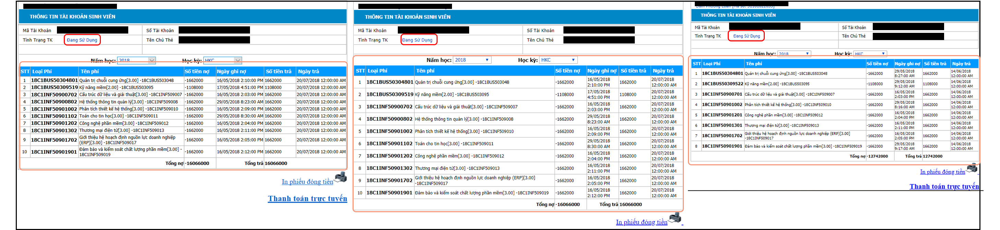 THÔNG TIN TÀI KHOẢN SINH VIÊN
Mã Tài Khoản Số Tài Khoản
Tình Trạng TK Đang Sử Dụng Tên Chủ Thẻ
Năm học: 2018 Học kỳ: HKC
STT Loại Phí Tên phí Số tiền nợ Ngày ghi nợ Số tiền trả Ngày trả
1 18C1BUS50304801 Quản trị chuỗi cung ứng[3.00] -18C1BUS503048 -1662000 16/05/2018 2:10:00 PM 1662000 20/07/2018 12:00:00 AM
2 18C1BUS50309519 Kỹ năng mềm[2.00] -18C1BUS503095 -1108000 17/05/2018 4:51:00 PM 1108000 20/07/2018 12:00:00 AM
3 18C1INF50900702 Cấu trúc dữ liệu và giải thuật[3.00] -18C1INF509007 -1662000 16/05/2018 2:03:00 PM 1662000 20/07/2018 12:00:00 AM
4 18C1INF50900802 Hệ thống thông tin quản lý[3.00] -18C1INF509008 -1662000 29/05/2018 8:23:00 AM 1662000 20/07/2018 12:00:00 AM
5 18C1INF50901002 Phân tích thiết kế hệ thống[3.00] -18C1INF509010 -1662000 16/05/2018 2:09:00 PM 1662000 20/07/2018 12:00:00 AM
6 18C1INF50901102 Toán cho tin học[3.00] -18C1INF509011 -1662000 29/05/2018 8:30:00 AM 1662000 20/07/2018 12:00:00 AM
7 18C1INF50901202 Công nghệ phần mềm[3.00] -18C1INF509012 -1662000 16/05/2018 2:04:00 PM 1662000 20/07/2018 12:00:00 AM
8 18C1INF50901302 Thương mại điện tử[3.00] -18C1INF509013 -1662000 16/05/2018 2:11:00 PM 1662000 20/07/2018 12:00:00 AM
9 18C1INF50901702 Giới thiệu hệ hoạch định nguồn lực doanh nghiệp
(ERP)[3.00] -18C1INF509017 -1662000 16/05/2018 2:05:00 PM 1662000 20/07/2018 12:00:00 AM
10 18C1INF50901901 Đảm bảo và kiểm soát chất lượng phần mềm[3.00] -
18C1INF509019 -1662000 16/05/2018 2:12:00 PM 1662000 20/07/2018 12:00:00 AM
Tổng nợ -16066000 Tổng trả 16066000
In phiếu đóng tiền
Thanh toán trực tuyến
THÔNG TIN TÀI KHOẢN SINH VIÊN
Mã Tài Khoản Số Tài Khoản
Tình Trạng TK Đang Sử Dụng Tên Chủ Thẻ
Năm học: 2018 Học kỳ: HKC
STT Loại Phí Tên phí Số tiền nợ Ngày ghi nợ Số tiền trả Ngày trả
1 18C1BUS50304801 Quản trị chuỗi cung ứng[3.00] -18C1BUS503048 -1662000 16/05/2018 2:10:00 PM 1662000 20/07/2018 12:00:00 AM
2 18C1BUS50309519 Kỹ năng mềm[2.00] -18C1BUS503095 -1108000 17/05/2018 4:51:00 PM 1108000 20/07/2018 12:00:00 AM
3 18C1INF50900702 Cấu trúc dữ liệu và giải thuật[3.00] -18C1INF509007 -1662000 16/05/2018 2:03:00 PM 1662000 20/07/2018 12:00:00 AM
4 18C1INF50900802 Hệ thống thông tin quản lý[3.00] -18C1INF509008 -1662000 29/05/2018 8:23:00 AM 1662000 20/07/2018 12:00:00 AM
5 18C1INF50901002 Phân tích thiết kế hệ thống[3.00] -18C1INF509010 -1662000 16/05/2018 2:09:00 PM 1662000 20/07/2018 12:00:00 AM
6 18C1INF50901102 Toán cho tin học[3.00] -18C1INF509011 -1662000 29/05/2018 8:30:00 AM 1662000 20/07/2018 12:00:00 AM
7 18C1INF50901202 Công nghệ phần mềm[3.00] -18C1INF509012 -1662000 16/05/2018 2:04:00 PM 1662000 20/07/2018 12:00:00 AM
8 18C1INF50901302 Thương mại điện tử[3.00] -18C1INF509013 -1662000 16/05/2018 2:11:00 PM 1662000 20/07/2018 12:00:00 AM
9 18C1INF50901702 Giới thiệu hệ hoạch định nguồn lực doanh nghiệp (ERP)[3.00]
-18C1INF509017 -1662000 16/05/2018 2:05:00 PM 1662000 20/07/2018 12:00:00 AM
10 18C1INF50901901 Đảm bảo và kiểm soát chất lượng phần mềm[3.00] -18C1INF509019 -1662000 16/05/2018 2:12:00 PM 1662000 20/07/2018 12:00:00 AM
Tổng nợ -16066000 Tổng trả 16066000
In phiếu đóng tiền
THÔNG TIN TÀI KHOẢN SINH VIÊN
Mã Tài Khoản Số Tài Khoản
Tình Trạng TK Đang Sử Dụng Tên Chủ Thẻ
Năm học: 2018 Học kỳ: HKC
STT Loại Phí Tên phí Số tiền nợ Ngày ghi nợ Số tiền trả Ngày trả
1 18C1BUS50304801 Quản trị chuỗi cung ứng[3.00] -18C1BUS503048 -1662000 29/05/2018 8:27:00 AM 1662000 14/06/2018 12:00:00 AM
2 18C1BUS50309522 Kỹ năng mềm[2.00] -18C1BUS503095 -1108000 29/05/2018 9:12:00 AM 1108000 14/06/2018 12:00:00 AM
3 18C1INF50900701 Cấu trúc dữ liệu và giải thuật[3.00] -18C1INF509007 -1662000 16/05/2018 2:03:00 PM 1662000 14/06/2018 12:00:00 AM
4 18C1INF50901002 Phân tích thiết kế hệ thống[3.00] -18C1INF509010 -1662000 29/05/2018 8:16:00 AM 1662000 14/06/2018 12:00:00 AM
5 18C1INF50901201 Công nghệ phần mềm[3.00] -18C1INF509012 -1662000 16/05/2018 2:04:00 PM 1662000 14/06/2018 12:00:00 AM
6 18C1INF50901301 Thương mại điện tử[3.00] -18C1INF509013 -1662000 16/05/2018 2:11:00 PM 1662000 14/06/2018 12:00:00 AM
7 18C1INF50901702 Giới thiệu hệ hoạch định nguồn lực doanh nghiệp (ERP)[3.00]
-18C1INF509017 -1662000 16/05/2018 2:05:00 PM 1662000 14/06/2018 12:00:00 AM
8 18C1INF50901901 Đảm bảo và kiểm soát chất lượng phần mềm[3.00] -18C1INF509019 -1662000 29/05/2018 9:17:00 AM 1662000 14/06/2018 12:00:00 AM
Tổng nợ -12742000 Tổng trả 12742000
In phiếu đóng tiền
Thanh toán trực tuyến